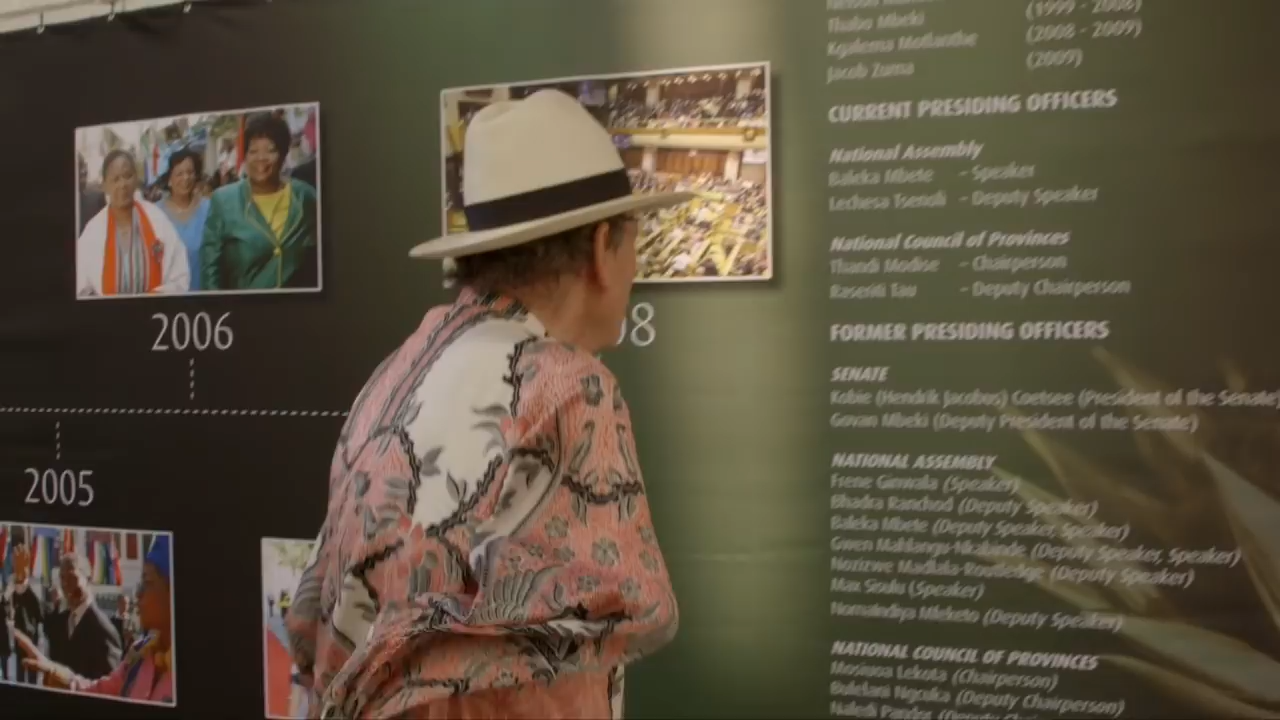 2006
2005
08
Thabo Mbeki (1999 - 2008)
Kgalema Motlanthe (2008 - 2009)
Jacob Zuma (2009)
CURRENT PRESIDING OFFICERS
National Assembly
Baleka Mbete - Speaker
Lechesa Tsenoli - Deputy Speaker
National Council of Provinces
Thandi Modise - Chairperson
Raseriti Tau - Deputy Chairperson
FORMER PRESIDING OFFICERS
SENATE
Kobie (Hendrik Jacobus) Coetsee (President of the Senate)
Govan Mbeki (Deputy President of the Senate)
NATIONAL ASSEMBLY
Frene Ginwala (Speaker)
Bhadra Ranchod (Deputy Speaker)
Baleka Mbete (Deputy Speaker, Speaker)
Gwen Mahlangu-Nkabinde (Deputy Speaker, Speaker)
Nozizwe Madlala-Routledge (Deputy Speaker)
Max Sisulu (Speaker)
Nomaindiya Mfeketo (Deputy Speaker)
NATIONAL COUNCIL OF PROVINCES
Mosiuoa Lekota (Chairperson)
Bulelani Ngcuka (Deputy Chairperson)
Naledi Pandor (Deputy